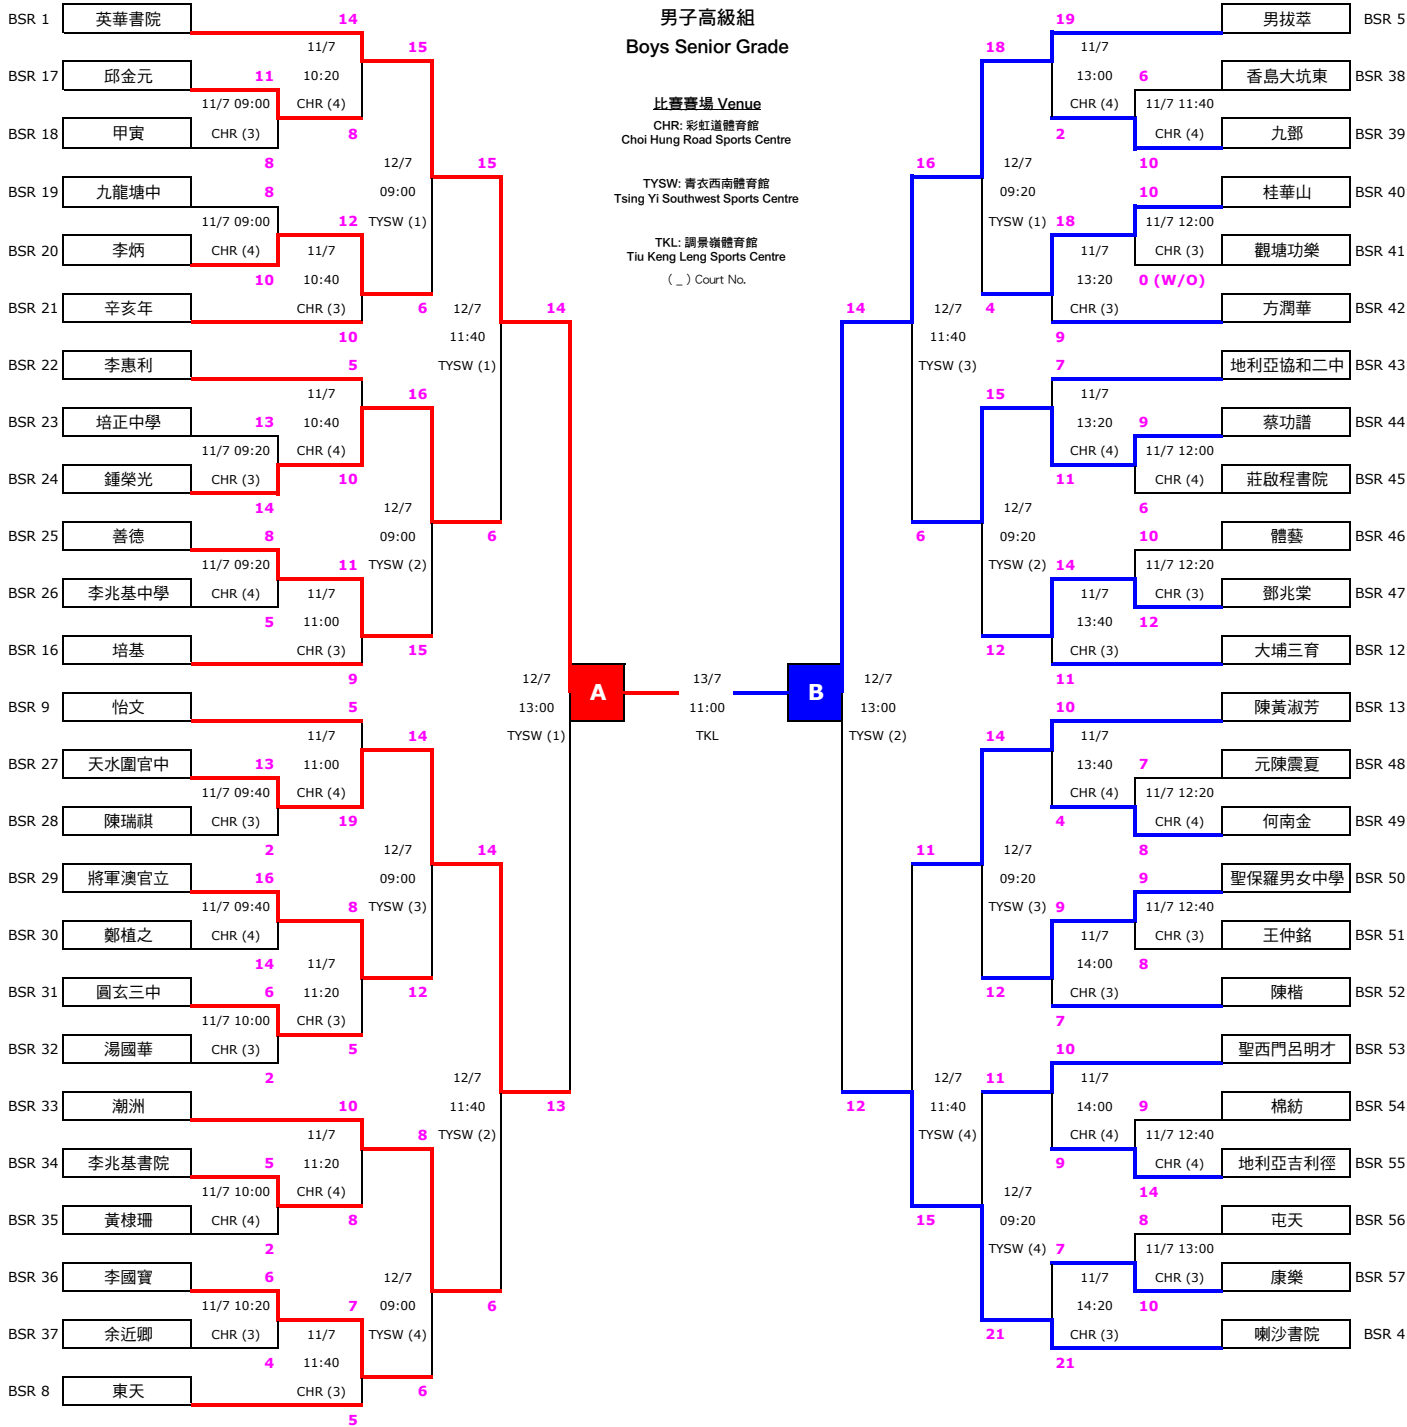 男子高級組
Boys Senior Grade
比賽賽場 Venue
CHR: 彩虹道體育館
Choi Hung Road Sports Centre
TYSW: 青衣西南體育館
Tsing Yi Southwest Sports Centre
TKL: 調景嶺體育館
Tiu Keng Leng Sports Centre
( _ ) Court No.
BSR 1 英華書院 14
11/7
10:20
CHR (4)
15
BSR 17 邱金元 11
11/7 09:00
CHR (3)
BSR 18 甲寅
8
8
12/7
09:00
TYSW (1)
15
BSR 19 九龍塘中 8
11/7 09:00
CHR (4)
12
BSR 20 李炳
10
11/7
10:40
CHR (3)
6
BSR 21 辛亥年
10
12/7
11:40
TYSW (1)
14
BSR 22 李惠利 5
11/7
10:40
CHR (4)
16
BSR 23 培正中學 13
11/7 09:20
CHR (3)
BSR 24 鍾榮光
14
10
12/7
09:00
TYSW (2)
6
BSR 25 善德 8
11/7 09:20
CHR (4)
11
BSR 26 李兆基中學
5
11/7
11:00
CHR (3)
15
BSR 16 培基
9
12/7
13:00
TYSW (1)
A
13/7
11:00
TKL
B
12/7
13:00
TYSW (2)
BSR 9 怡文 5
11/7
11:00
CHR (4)
14
BSR 27 天水圍官中 13
11/7 09:40
CHR (3)
BSR 28 陳瑞祺
2
19
12/7
09:00
TYSW (3)
14
BSR 29 將軍澳官立 16
11/7 09:40
CHR (4)
8
BSR 30 鄭植之
14
11/7
11:20
CHR (3)
12
BSR 31 圓玄三中 6
11/7 10:00
CHR (3)
5
BSR 32 湯國華
2
12/7
11:40
TYSW (2)
13
BSR 33 潮洲 10
11/7
11:20
CHR (4)
8
BSR 34 李兆基書院 5
11/7 10:00
CHR (4)
BSR 35 黃棣珊
2
8
12/7
09:00
TYSW (4)
6
BSR 36 李國寶 6
11/7 10:20
CHR (3)
7
BSR 37 余近卿
4
11/7
11:40
CHR (3)
6
BSR 8 東天
5
19 男拔萃 BSR 5
18
11/7
13:00
CHR (4)
6 香島大坑東 BSR 38
11/7 11:40
CHR (4)
九鄧 BSR 39
2
10
16
12/7
09:20
TYSW (1)
10 桂華山 BSR 40
18
11/7 12:00
CHR (3)
觀塘功樂 BSR 41
0 (W/O)
11/7
13:20
CHR (3)
方潤華 BSR 42
4
9
14
12/7
11:40
TYSW (3)
7 地利亞協和二中 BSR 43
15
11/7
13:20
CHR (4)
9 蔡功譜 BSR 44
11/7 12:00
CHR (4)
莊啟程書院 BSR 45
11
6
6
12/7
09:20
TYSW (2)
10 體藝 BSR 46
14
11/7 12:20
CHR (3)
鄧兆棠 BSR 47
12
11/7
13:40
CHR (3)
12
大埔三育 BSR 12
11
10 陳黃淑芳 BSR 13
14
11/7
13:40
CHR (4)
7 元陳震夏 BSR 48
11/7 12:20
CHR (4)
何南金 BSR 49
4
8
11
12/7
09:20
TYSW (3)
9 聖保羅男女中學 BSR 50
9
11/7 12:40
CHR (3)
王仲銘 BSR 51
8
11/7
14:00
CHR (3)
12
陳楷 BSR 52
7
12
12/7
11:40
TYSW (4)
10 聖西門呂明才 BSR 53
11
11/7
14:00
CHR (4)
9 棉紡 BSR 54
11/7 12:40
CHR (4)
地利亞吉利徑 BSR 55
9
14
15
12/7
09:20
TYSW (4)
8 屯天 BSR 56
7
11/7 13:00
CHR (3)
康樂 BSR 57
10
11/7
14:20
CHR (3)
21
喇沙書院 BSR 4
21